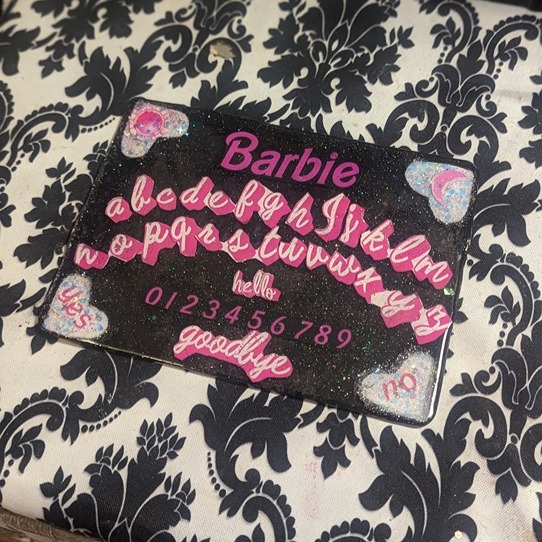 Barbie
abcdefghIjklm
nopqrstuvwxyz
hello
0123456789
goodbye
yes
no